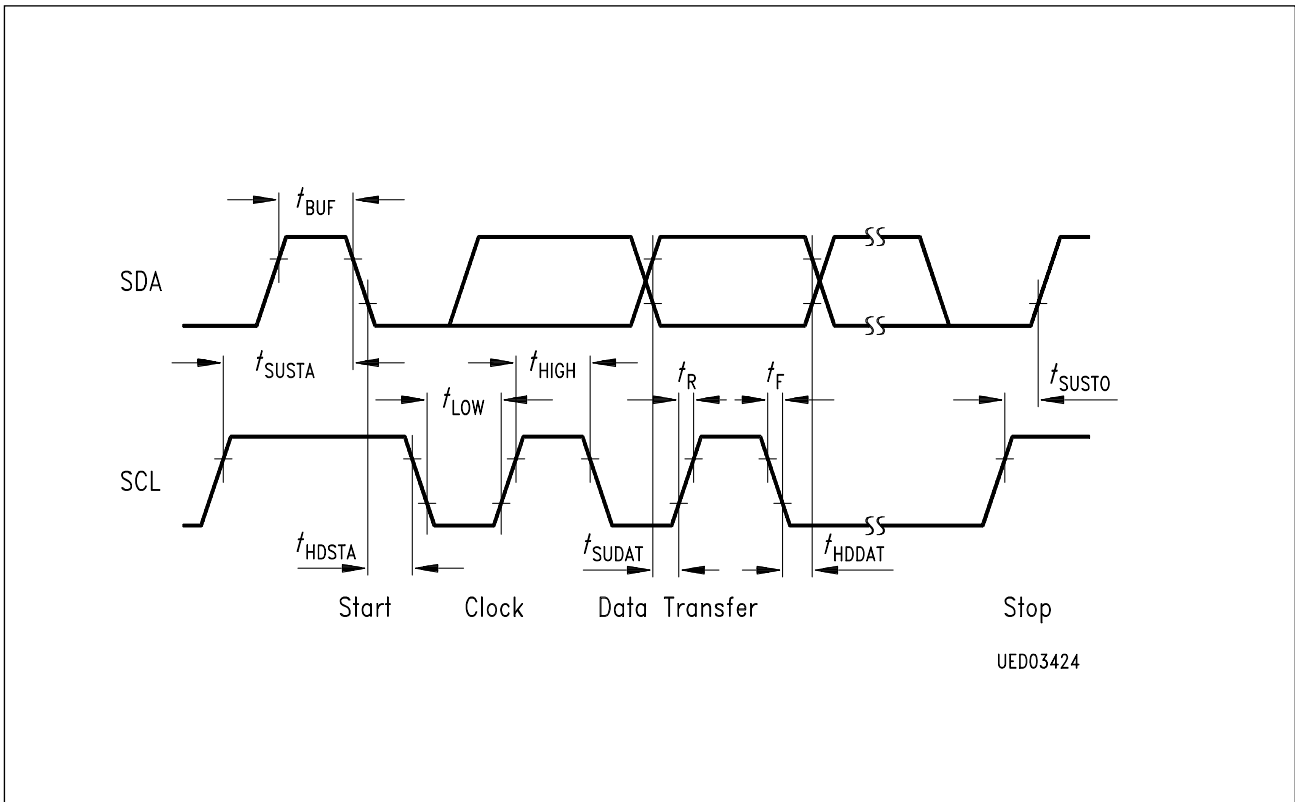 tBUF
SDA
tSUSTA
tHIGH
tR
tF
tSUSTO
tLOW
SCL
tHDSTA
tSUDAT
tHDDAT
Start
Clock
Data Transfer
Stop
UED03424